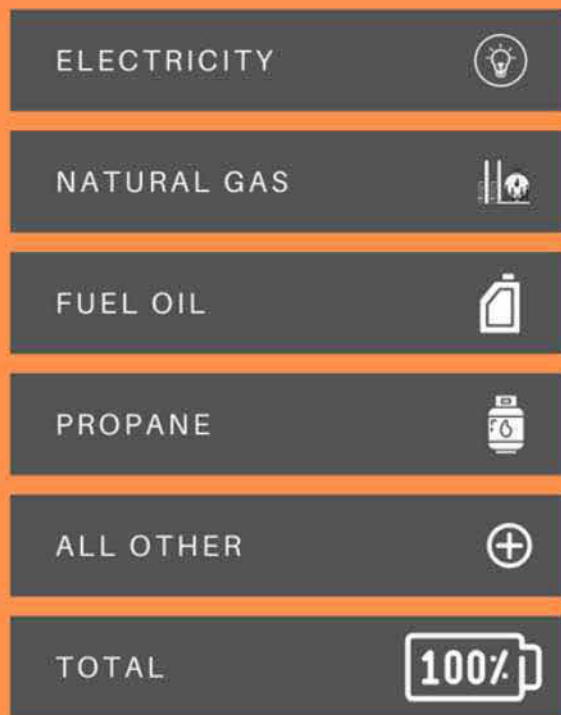 ELECTRICITY
NATURAL GAS
FUEL OIL
PROPANE
ALL OTHER
TOTAL 100%